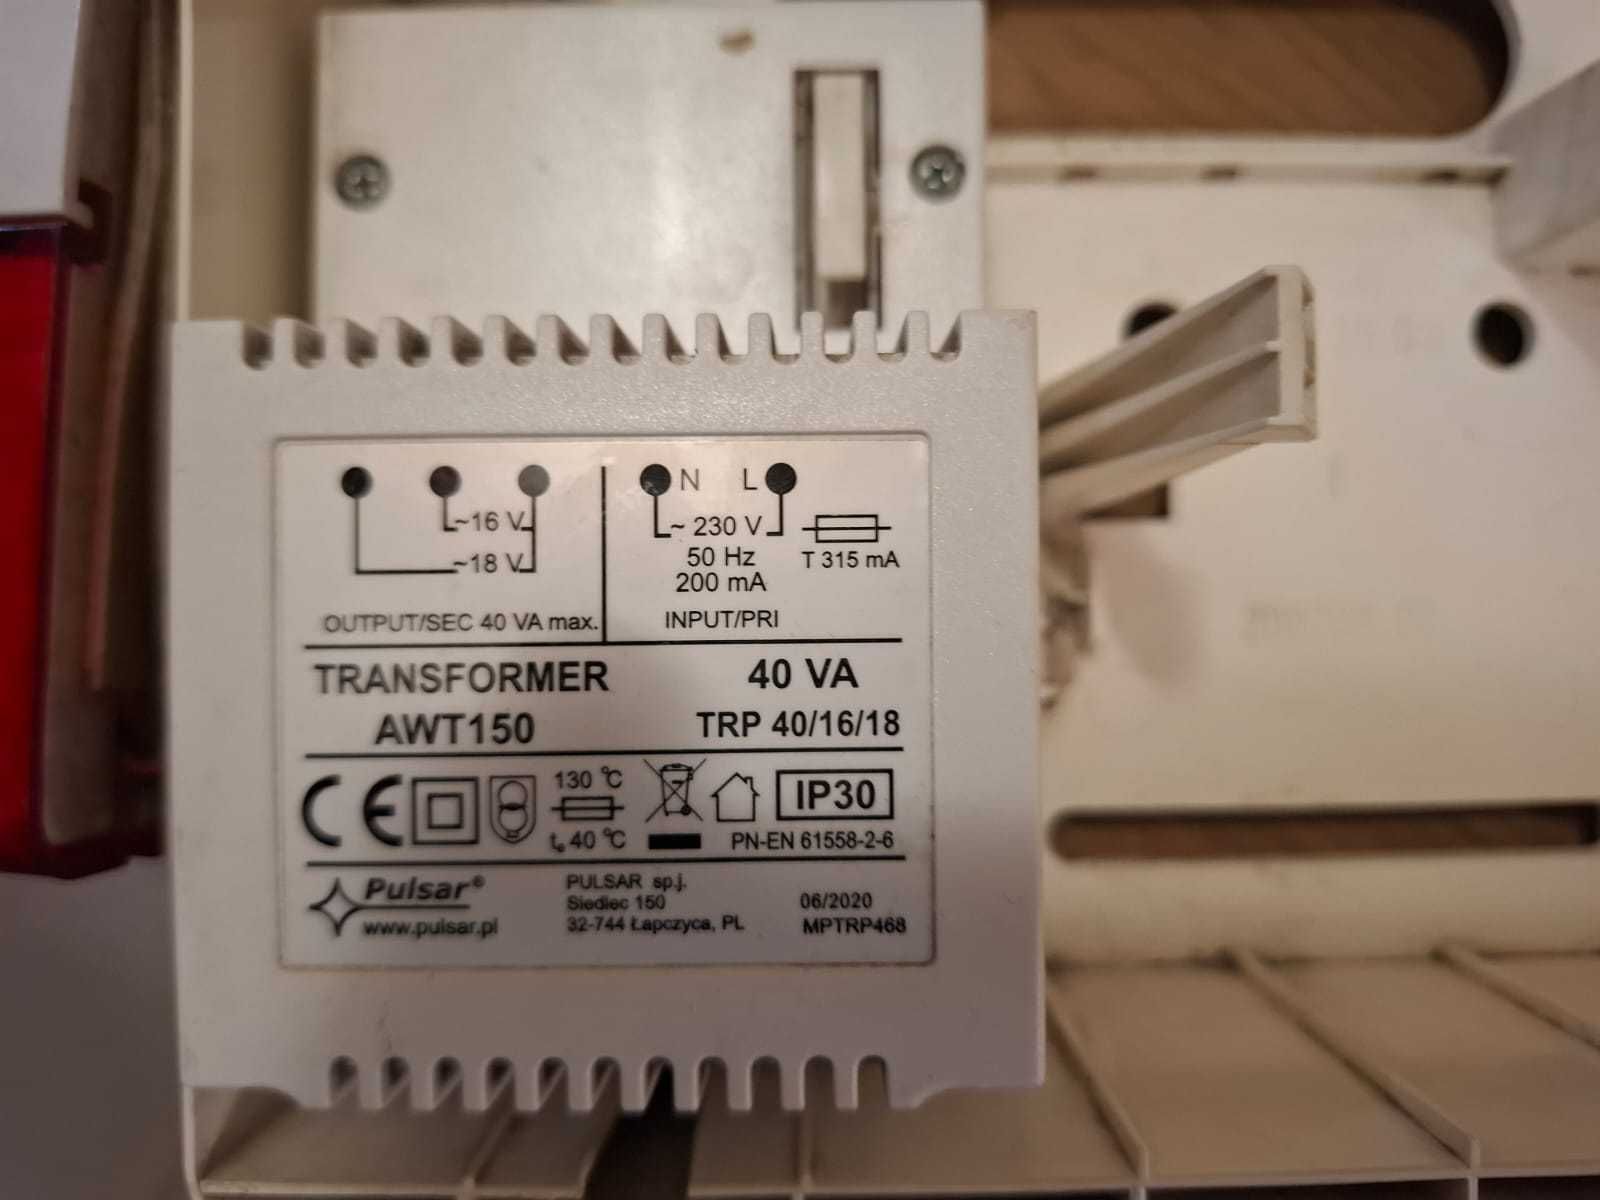 N L
~16 V
~18 V
OUTPUT/SEC 40 VA max.
~ 230 V
50 Hz
200 mA
INPUT/PRI
T 315 mA
TRANSFORMER 40 VA
AWT150 TRP 40/16/18
CE
130 °C
tₐ 40 °C
IP30
PN-EN 61558-2-6
Pulsar®
www.pulsar.pl
PULSAR sp.j.
Siedlec 150
32-744 Łapczyca, PL
06/2020
MPTRP468